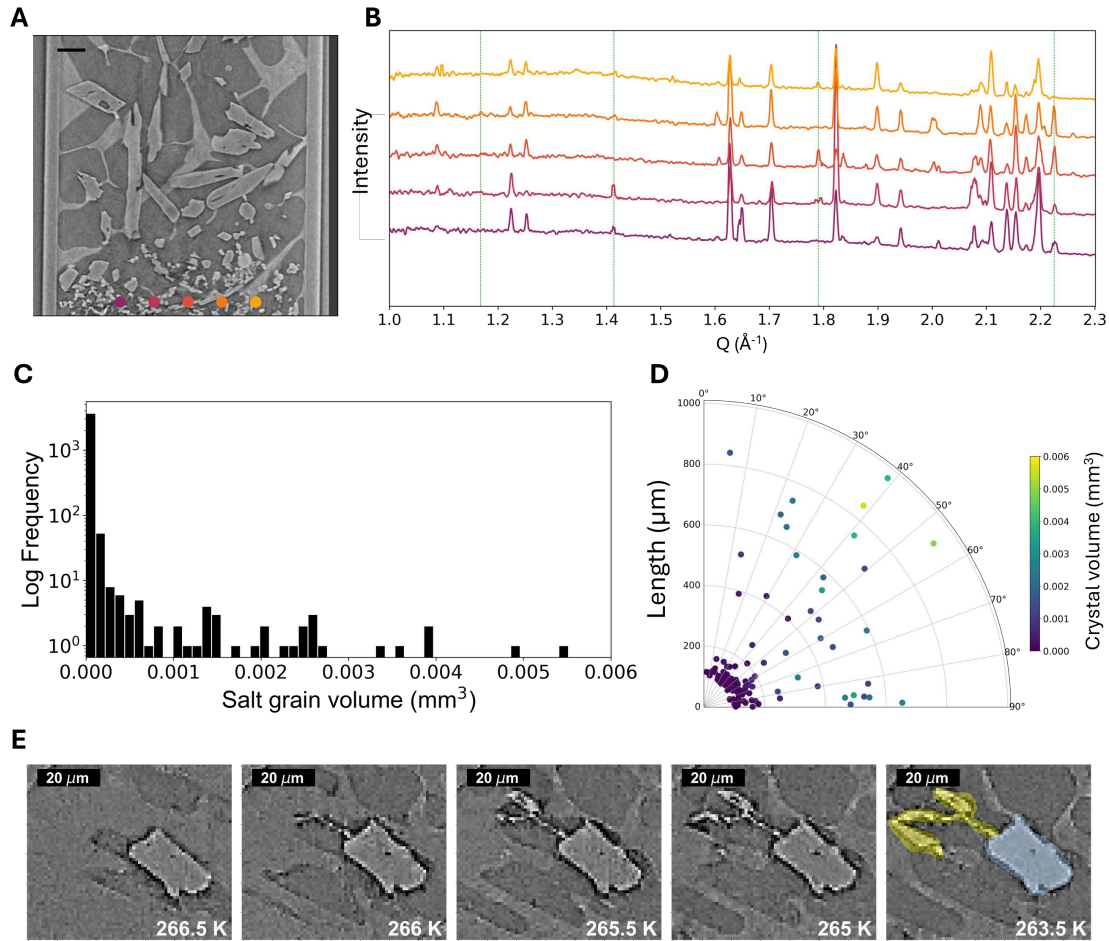 A
B
Intensity
1.0 1.1 1.2 1.3 1.4 1.5 1.6 1.7 1.8 1.9 2.0 2.1 2.2 2.3
Q (Å⁻¹)
C
Log Frequency
10³
10²
10¹
10⁰
0.000 0.001 0.002 0.003 0.004 0.005 0.006
Salt grain volume (mm³)
D
Length (μm)
1000
800
600
400
200
0
0°
10°
20°
30°
40°
50°
60°
70°
80°
90°
0.006
0.005
0.004
0.003
0.002
0.001
0.000
Crystal volume (mm³)
E
20 μm
266.5 K
20 μm
266 K
20 μm
265.5 K
20 μm
265 K
20 μm
263.5 K